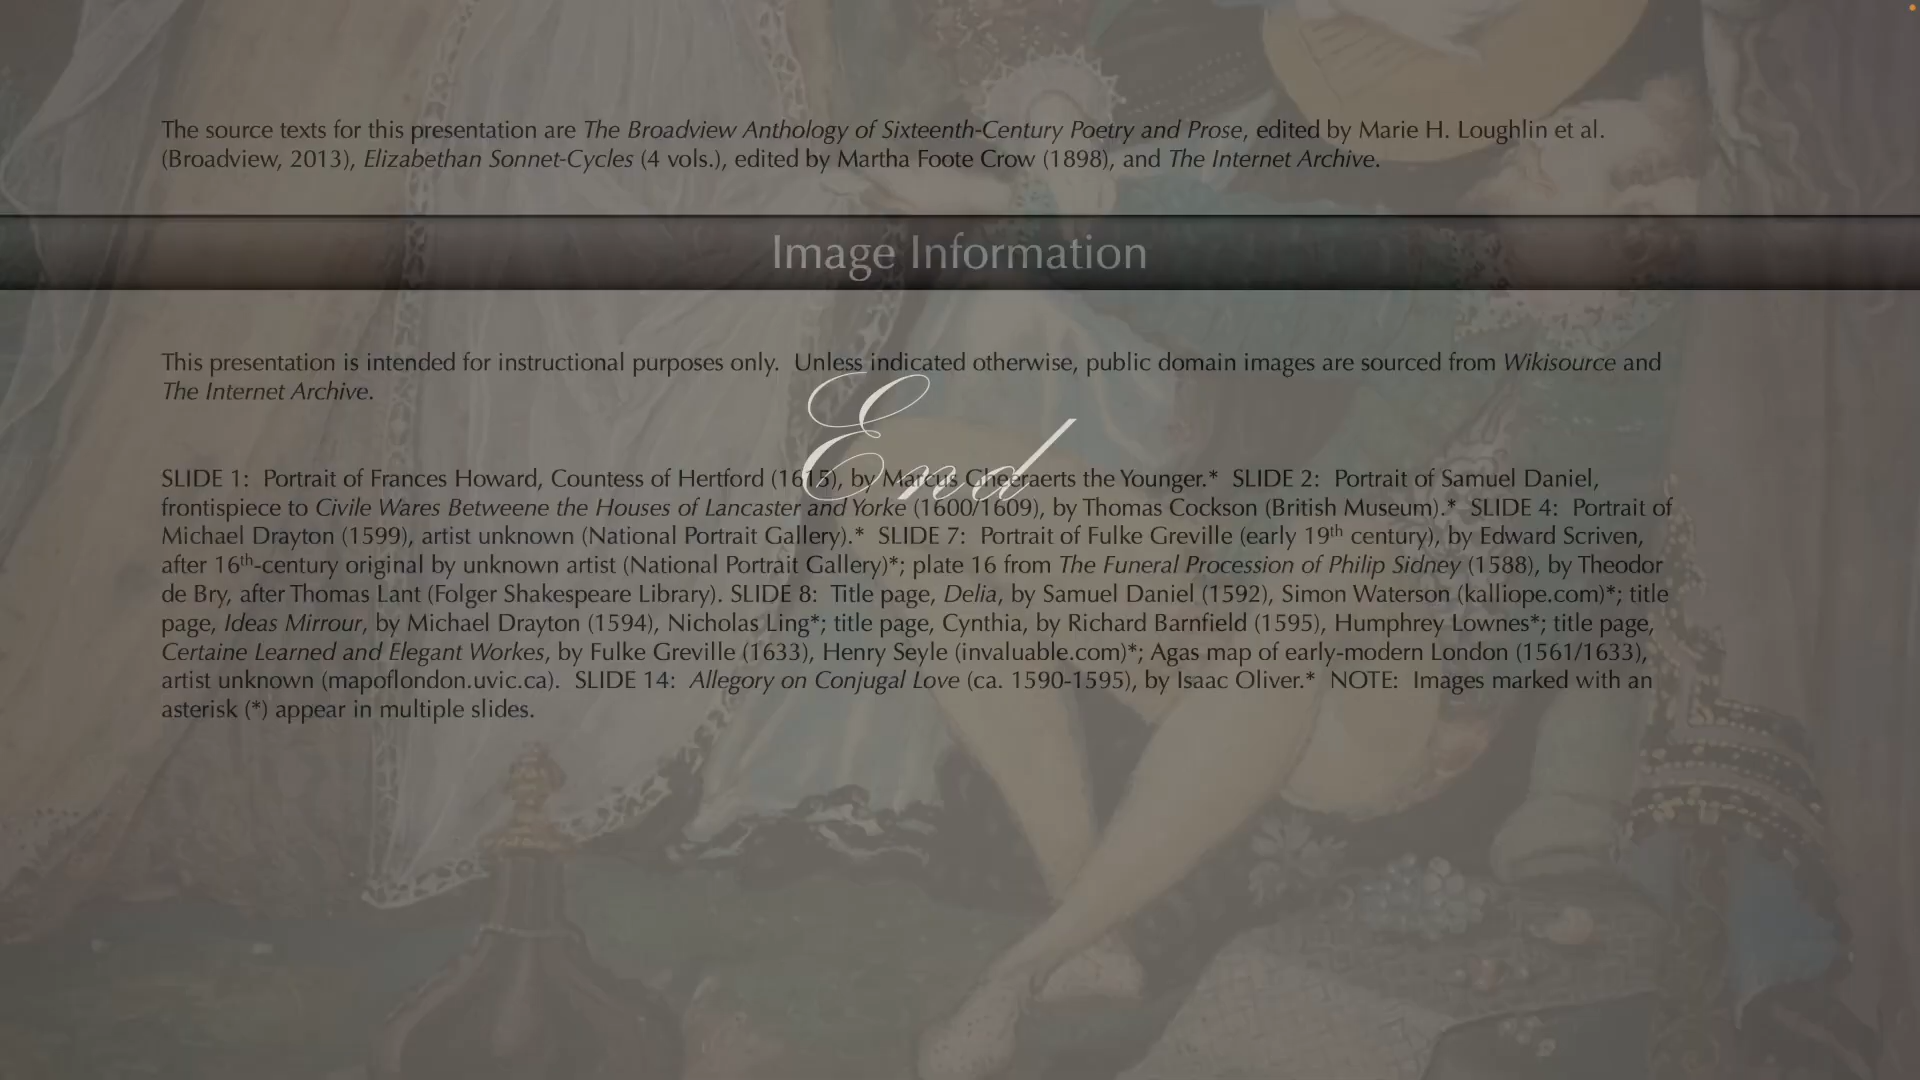 The source texts for this presentation are The Broadview Anthology of Sixteenth-Century Poetry and Prose, edited by Marie H. Loughlin et al.
(Broadview, 2013), Elizabethan Sonnet-Cycles (4 vols.), edited by Martha Foote Crow (1898), and The Internet Archive.
Image Information
This presentation is intended for instructional purposes only. Unless indicated otherwise, public domain images are sourced from Wikisource and
The Internet Archive.
End
SLIDE 1: Portrait of Frances Howard, Countess of Hertford (1615), by Marcus Gheeraerts the Younger.* SLIDE 2: Portrait of Samuel Daniel,
frontispiece to Civile Wares Betweene the Houses of Lancaster and Yorke (1600/1609), by Thomas Cockson (British Museum).* SLIDE 4: Portrait of
Michael Drayton (1599), artist unknown (National Portrait Gallery).* SLIDE 7: Portrait of Fulke Greville (early 19th century), by Edward Scriven,
after 16th-century original by unknown artist (National Portrait Gallery)*; plate 16 from The Funeral Procession of Philip Sidney (1588), by Theodor
de Bry, after Thomas Lant (Folger Shakespeare Library). SLIDE 8: Title page, Delia, by Samuel Daniel (1592), Simon Waterson (kalliope.com)*; title
page, Ideas Mirrour, by Michael Drayton (1594), Nicholas Ling*; title page, Cynthia, by Richard Barnfield (1595), Humphrey Lownes*; title page,
Certaine Learned and Elegant Workes, by Fulke Greville (1633), Henry Seyle (invaluable.com)*; Agas map of early-modern London (1561/1633),
artist unknown (mapoflondon.uvic.ca). SLIDE 14: Allegory on Conjugal Love (ca. 1590-1595), by Isaac Oliver.* NOTE: Images marked with an
asterisk (*) appear in multiple slides.